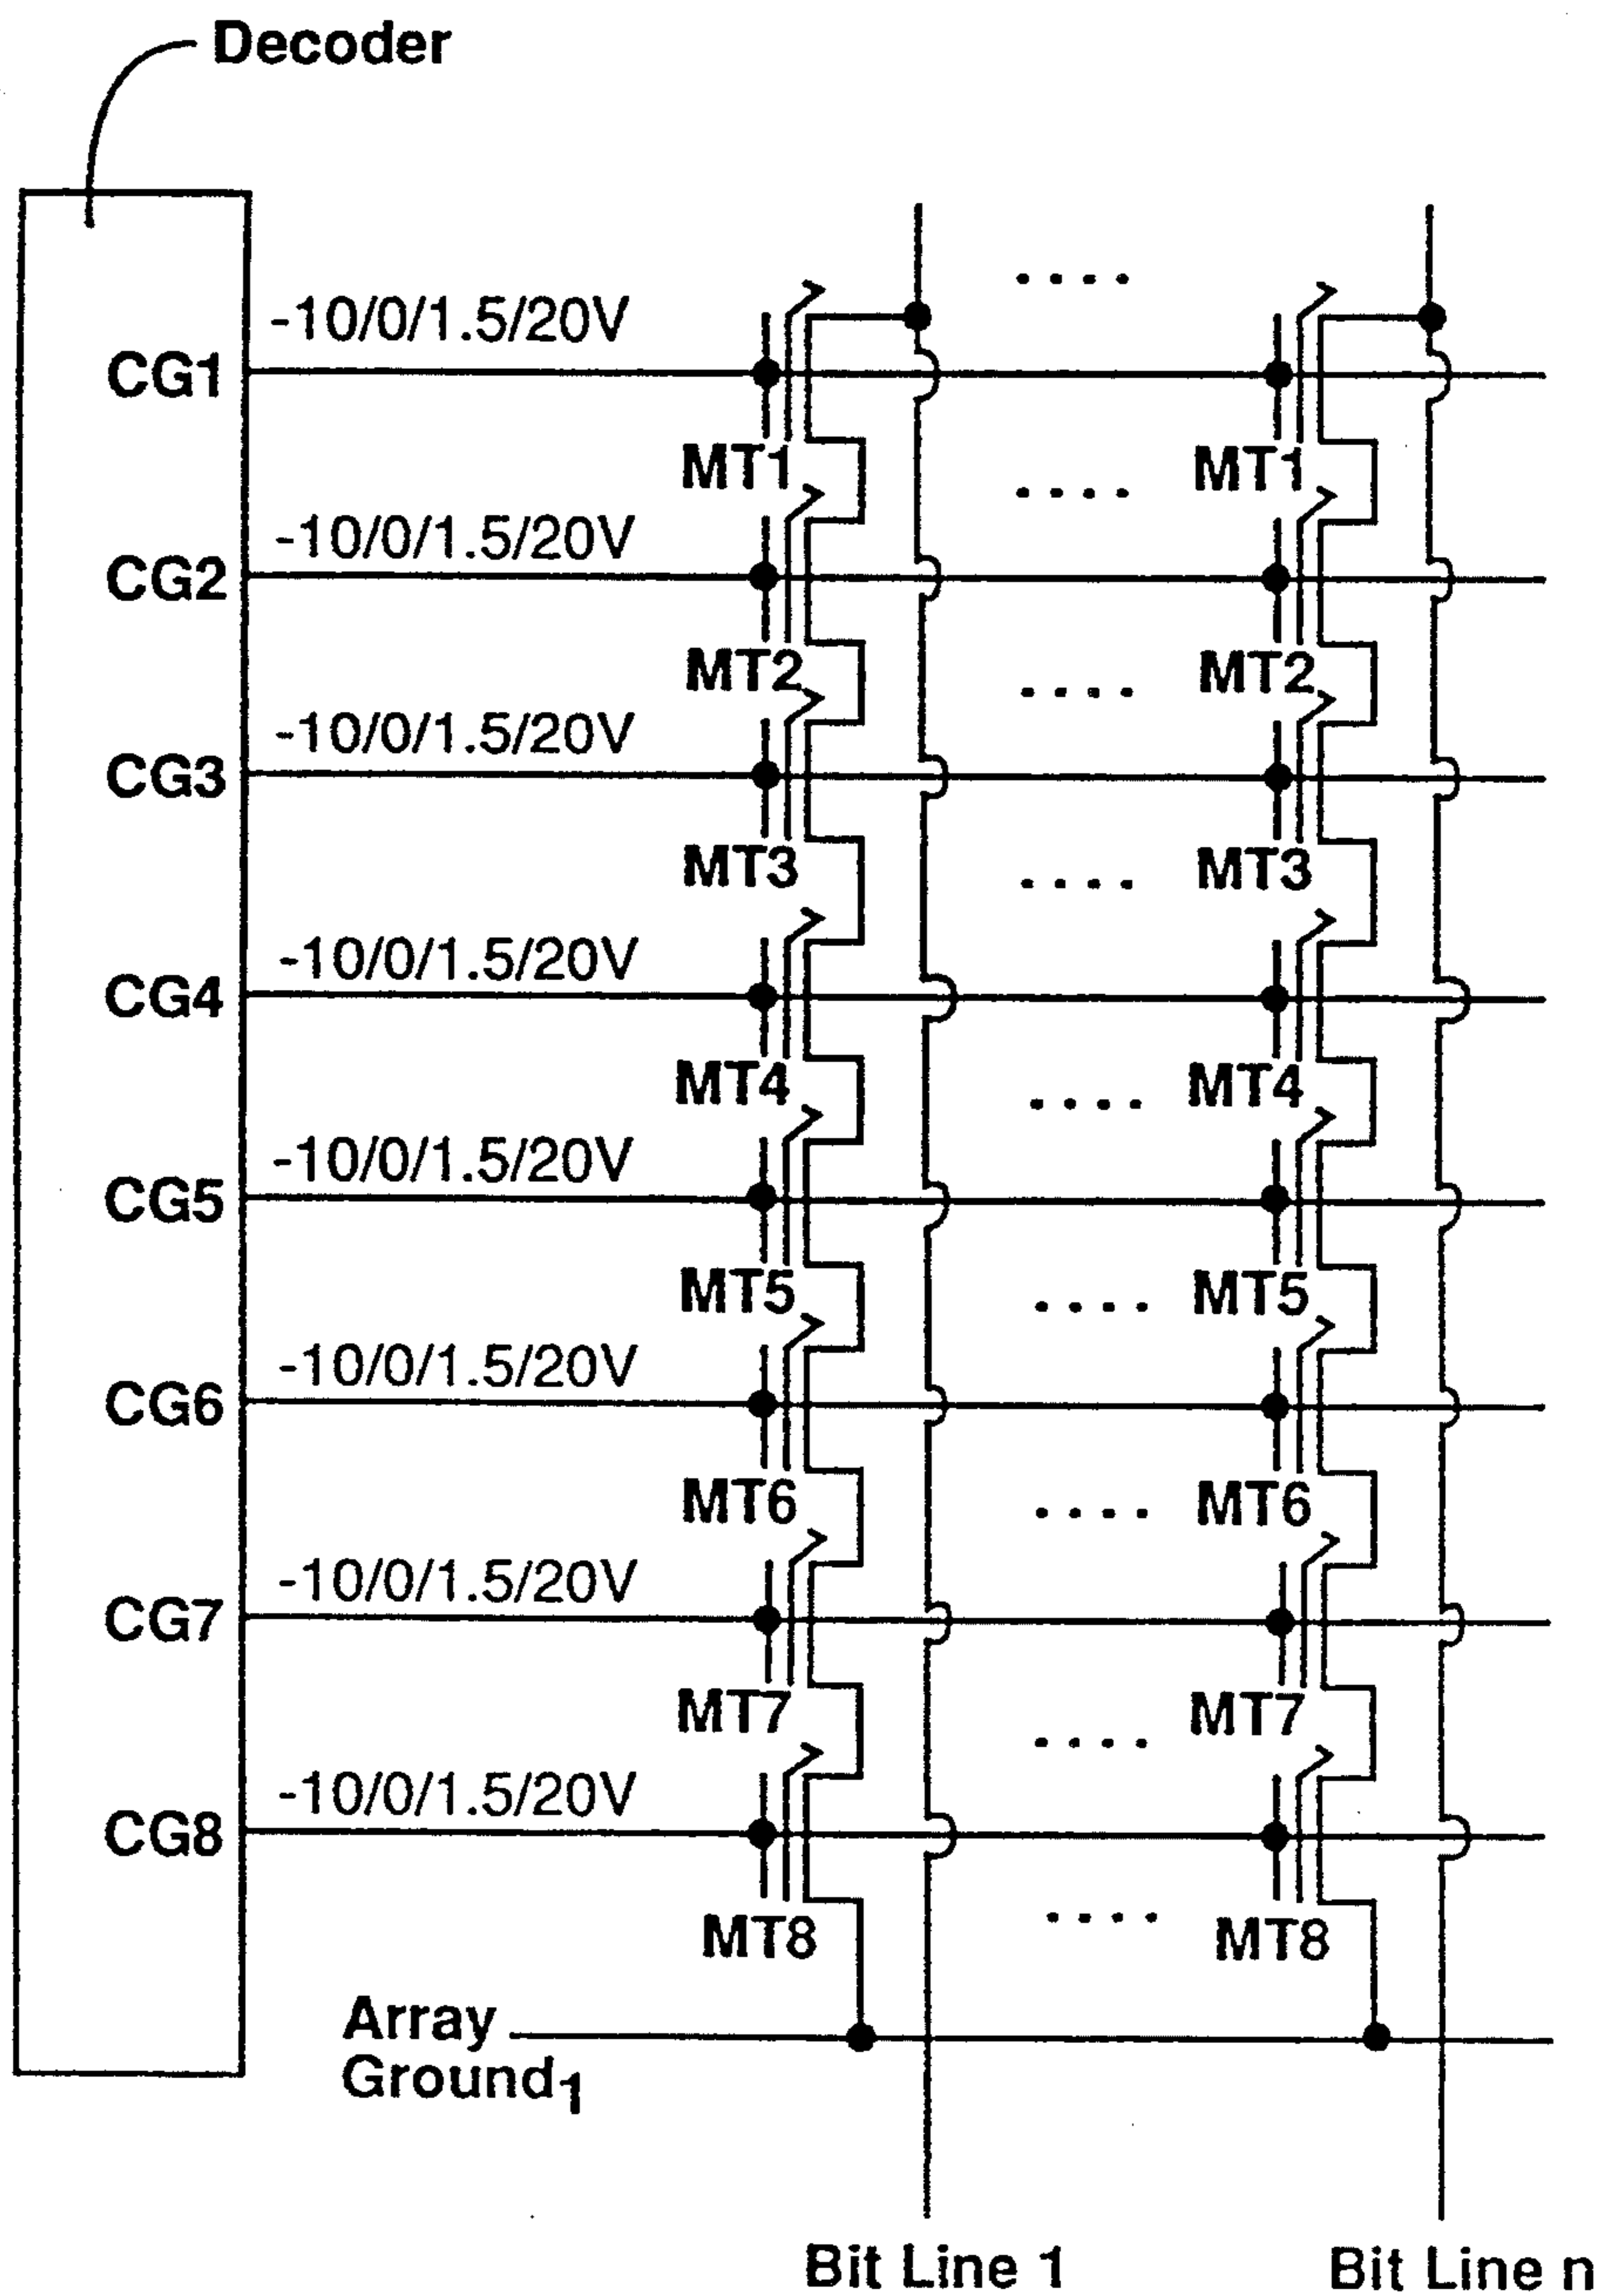 Decoder
-10/0/1.5/20V
CG1
MT1 MT1
-10/0/1.5/20V
CG2
MT2 MT2
-10/0/1.5/20V
CG3
MT3 MT3
-10/0/1.5/20V
CG4
MT4 MT4
-10/0/1.5/20V
CG5
MT5 MT5
-10/0/1.5/20V
CG6
MT6 MT6
-10/0/1.5/20V
CG7
MT7 MT7
-10/0/1.5/20V
CG8
MT8 MT8
Array
Ground1
Bit Line 1 Bit Line n